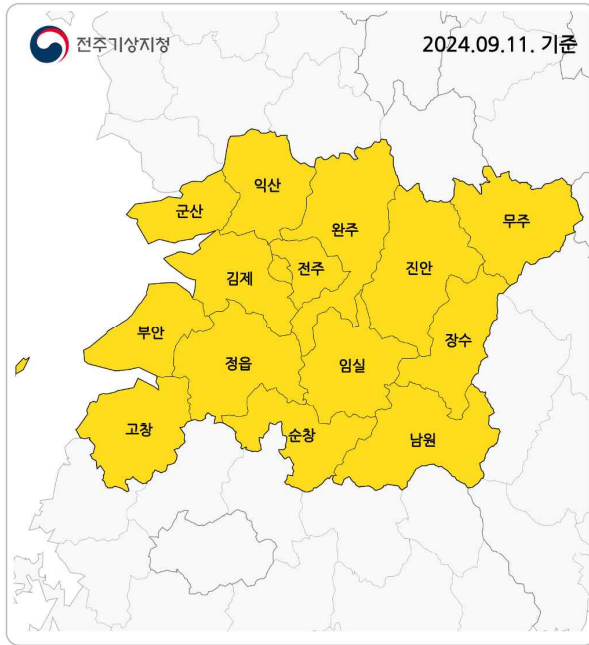 전주기상지청
2024.09.11. 기준
익산
군산
완주
무주
전주
진안
김제
부안
장수
정읍
임실
고창
순창
남원